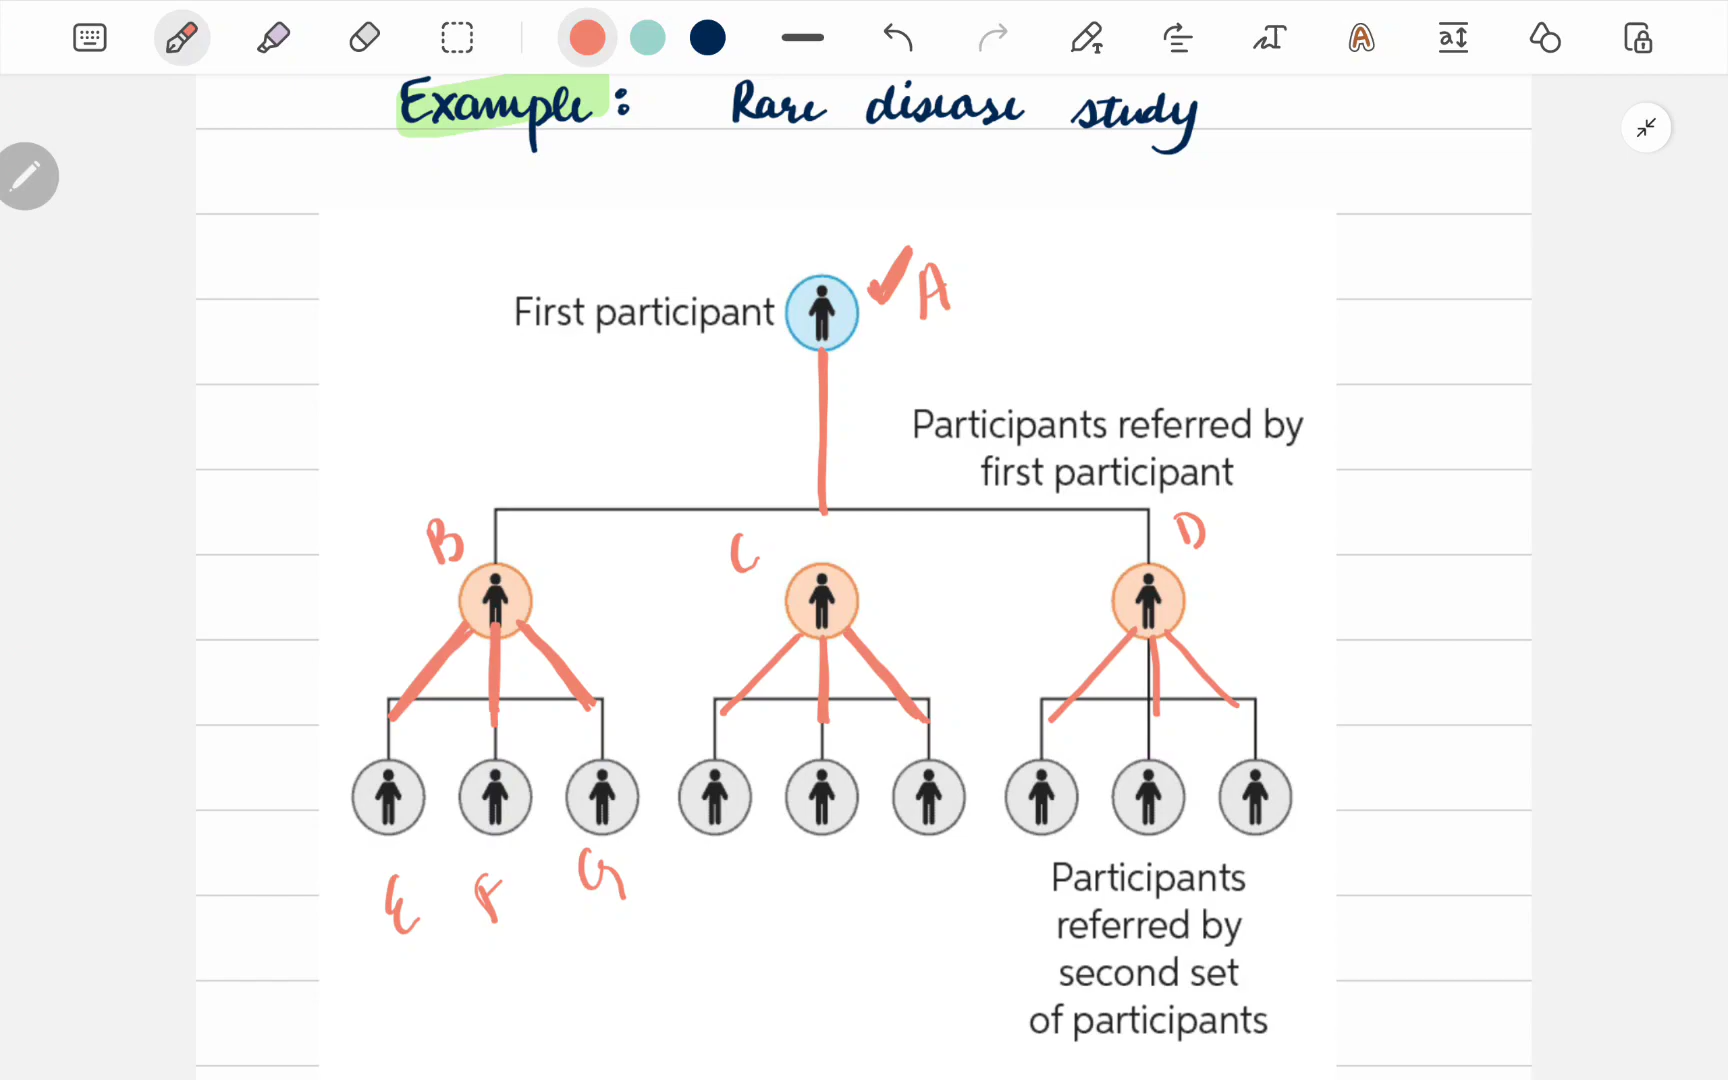 Example: Rare disease study
First participant
A
Participants referred by
first participant
B
C
D
E
F
G
Participants
referred by
second set
of participants